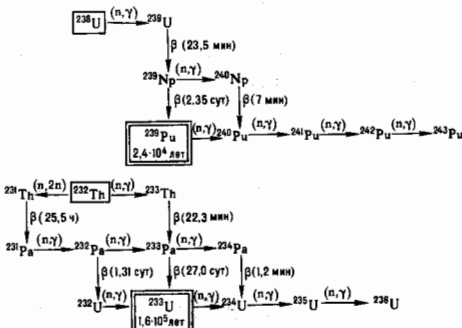 ²³⁸U (n,γ) ²³⁹U
β (23,5 мин)
²³⁹Np (n,γ) ²⁴⁰Np
β(2,35 сут) β(7 мин)
²³⁹Pu (n,γ) ²⁴⁰Pu (n,γ) ²⁴¹Pu (n,γ) ²⁴²Pu (n,γ) ²⁴³Pu
2,4·10⁴ лет
²³¹Th (n,2n) ²³²Th (n,γ) ²³³Th
β(25,5 ч) β(22,3 мин)
²³¹Pa (n,γ) ²³²Pa (n,γ) ²³³Pa (n,γ) ²³⁴Pa
β(1,31 сут) β(27,0 сут) β(1,2 мин)
²³²U (n,γ) ²³³U (n,γ) ²³⁴U (n,γ) ²³⁵U (n,γ) ²³⁶U
1,6·10⁵ лет